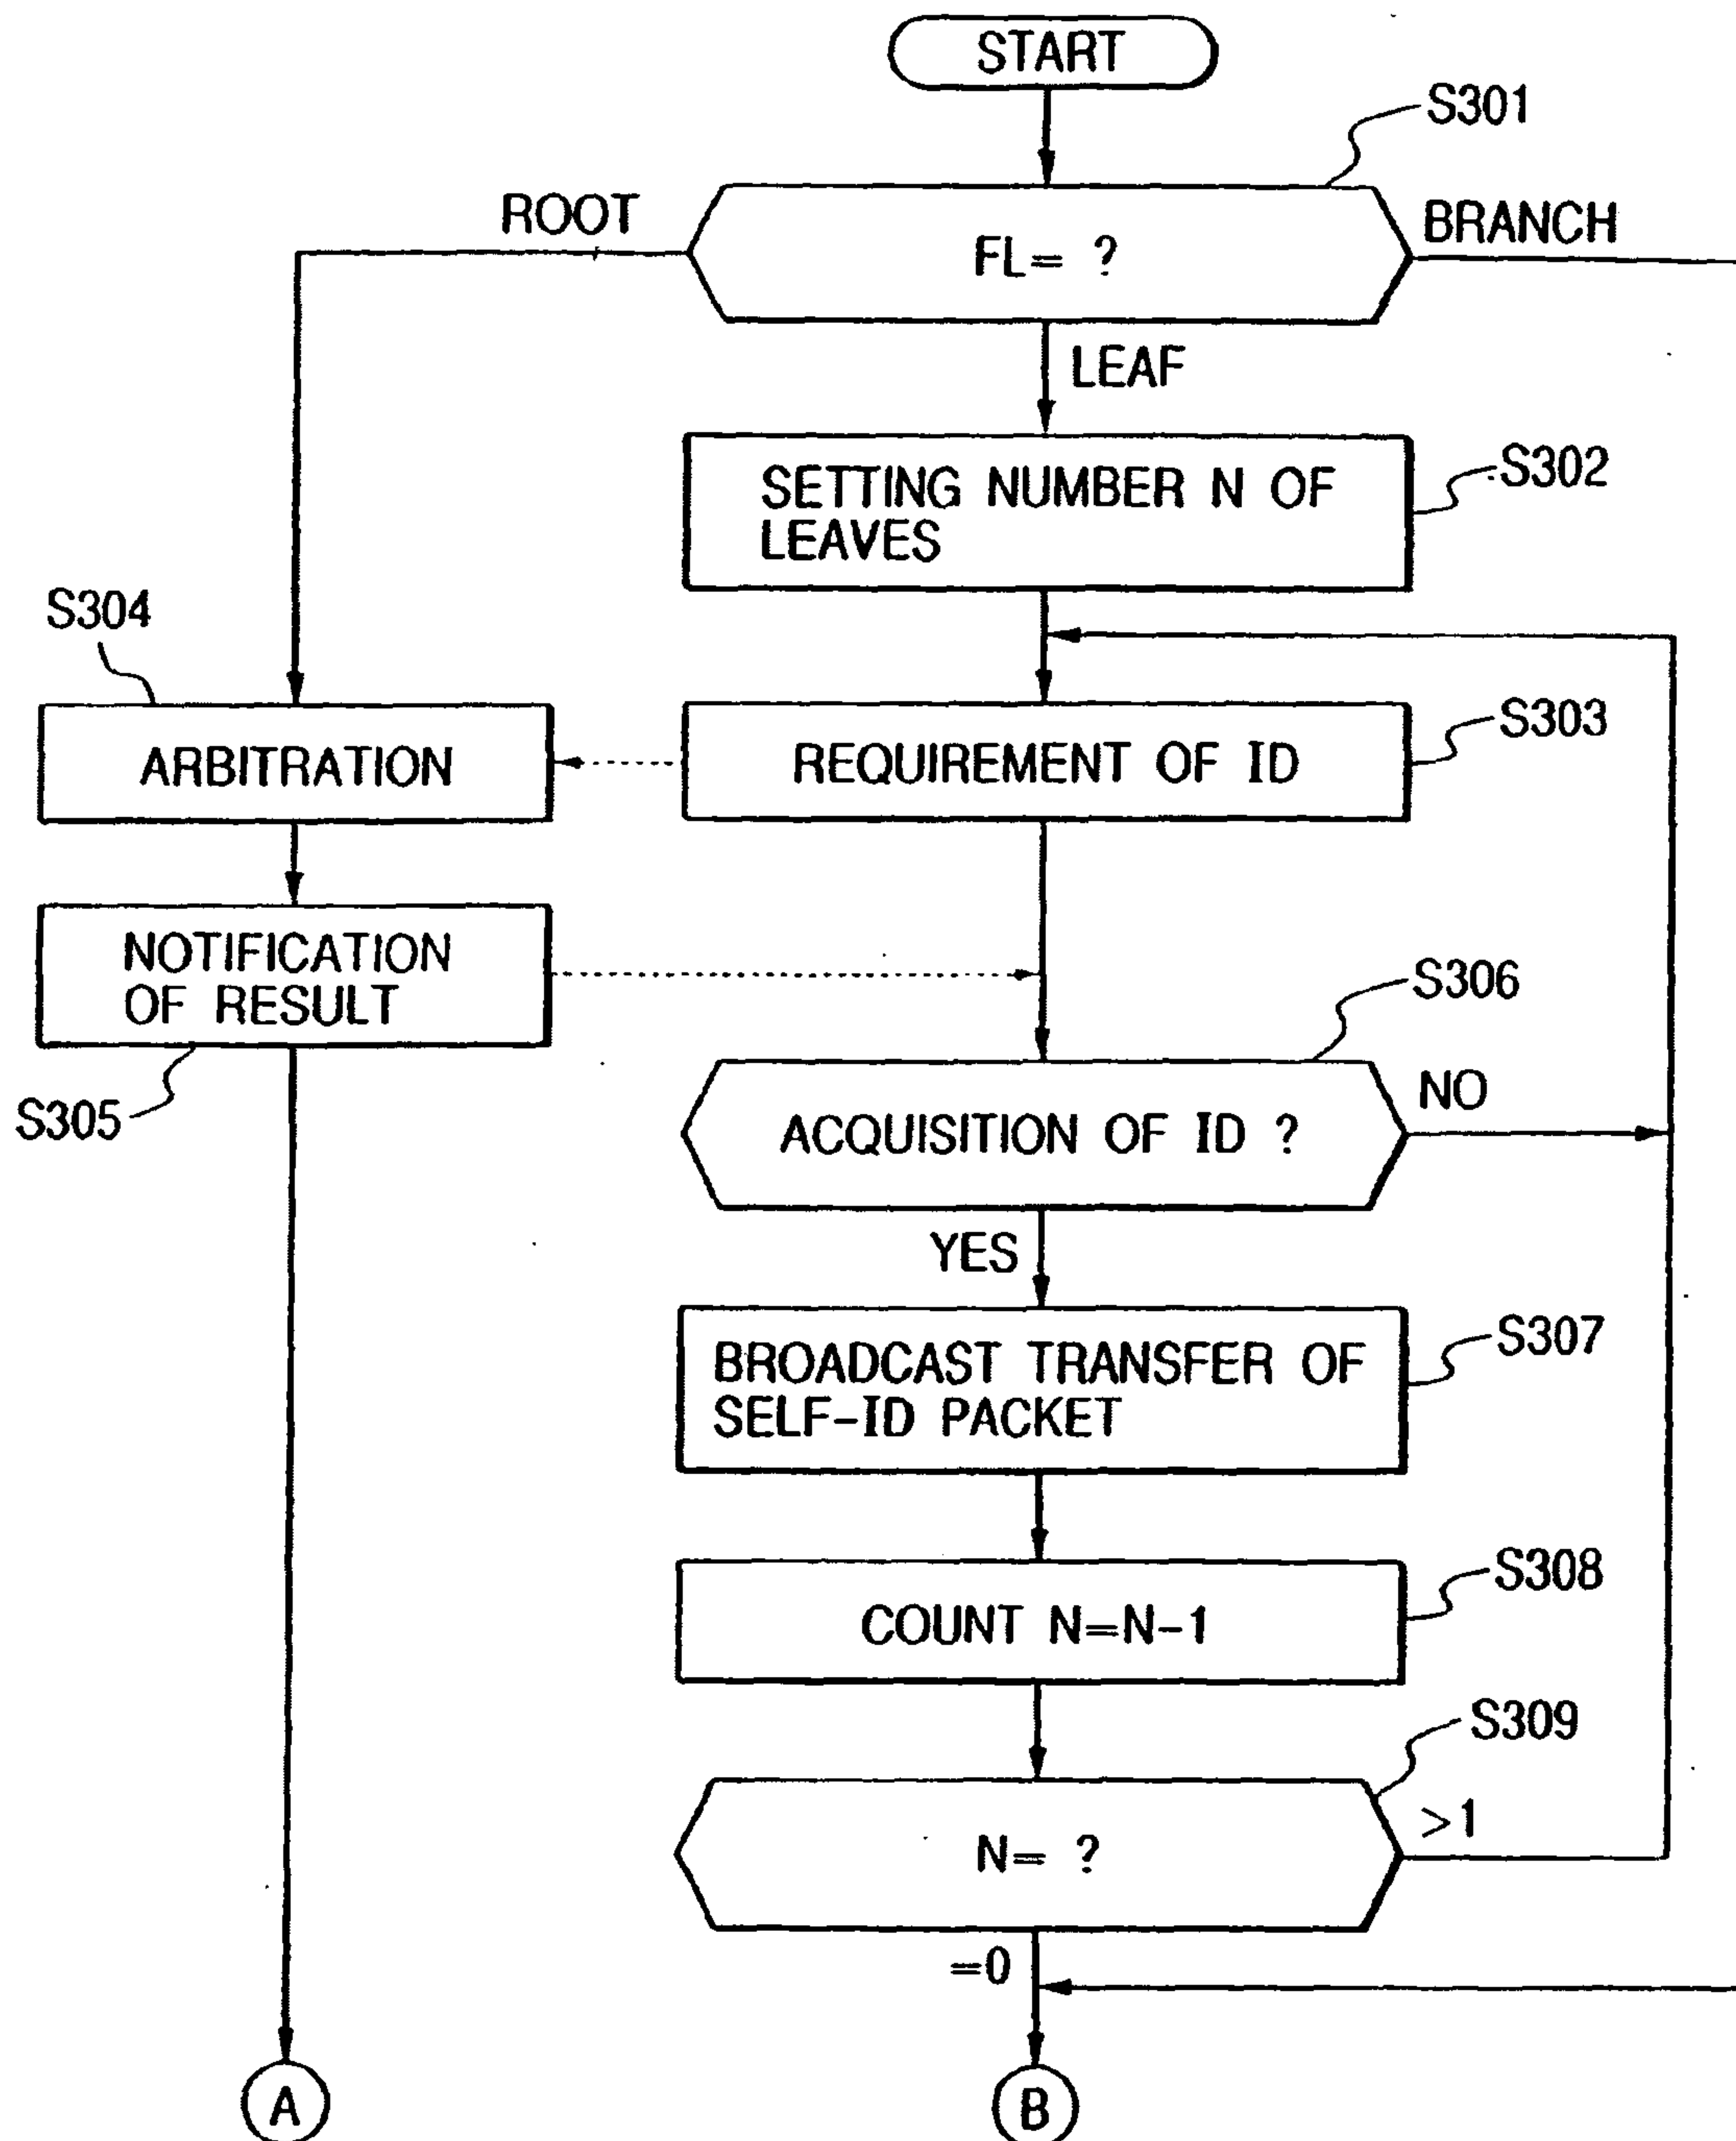 START
S301
ROOT
BRANCH
FL= ?
LEAF
SETTING NUMBER N OF
LEAVES
S302
S304
S303
ARBITRATION
REQUIREMENT OF ID
NOTIFICATION
OF RESULT
S305
S306
ACQUISITION OF ID ?
NO
YES
BROADCAST TRANSFER OF
SELF-ID PACKET
S307
S308
COUNT N=N-1
S309
N= ?
>1
=0
A
B